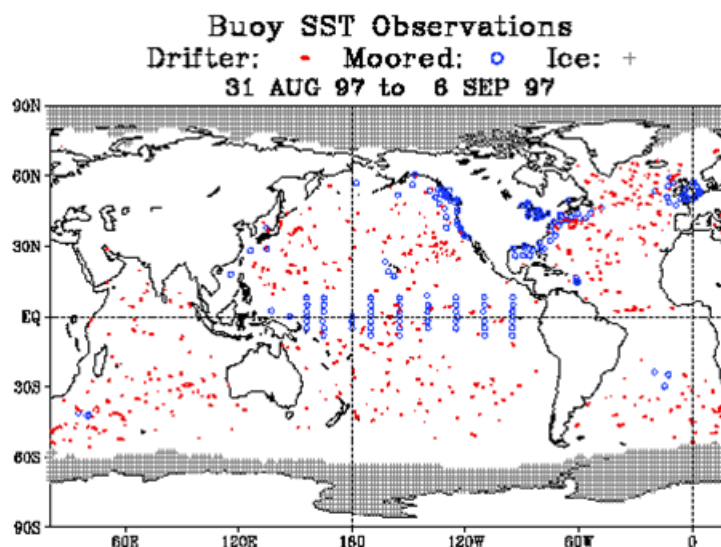 Buoy SST Observations
Drifter: Moored: Ice:
31 AUG 97 to 6 SEP 97
90N
60N
30N
EQ
30S
60S
90S
60E 120E 180 120W 60W 0